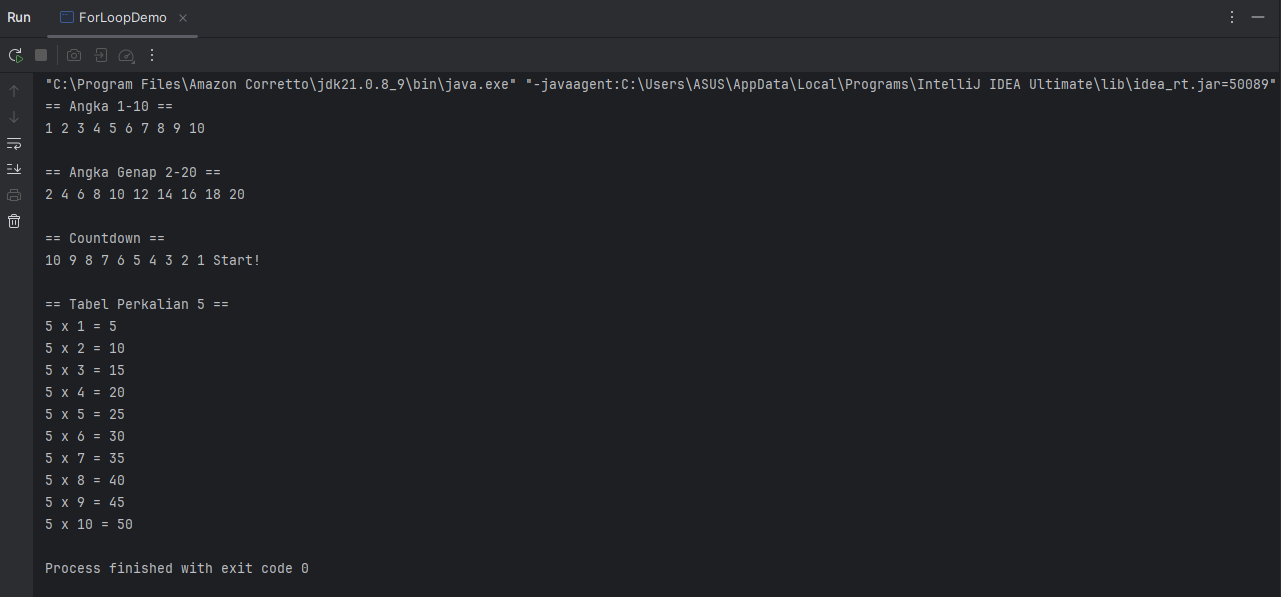 Run ForLoopDemo
"C:\Program Files\Amazon Corretto\jdk21.0.8_9\bin\java.exe" "-javaagent:C:\Users\ASUS\AppData\Local\Programs\IntelliJ IDEA Ultimate\lib\idea_rt.jar=50089"
== Angka 1-10 ==
1 2 3 4 5 6 7 8 9 10
== Angka Genap 2-20 ==
2 4 6 8 10 12 14 16 18 20
== Countdown ==
10 9 8 7 6 5 4 3 2 1 Start!
== Tabel Perkalian 5 ==
5 x 1 = 5
5 x 2 = 10
5 x 3 = 15
5 x 4 = 20
5 x 5 = 25
5 x 6 = 30
5 x 7 = 35
5 x 8 = 40
5 x 9 = 45
5 x 10 = 50
Process finished with exit code 0